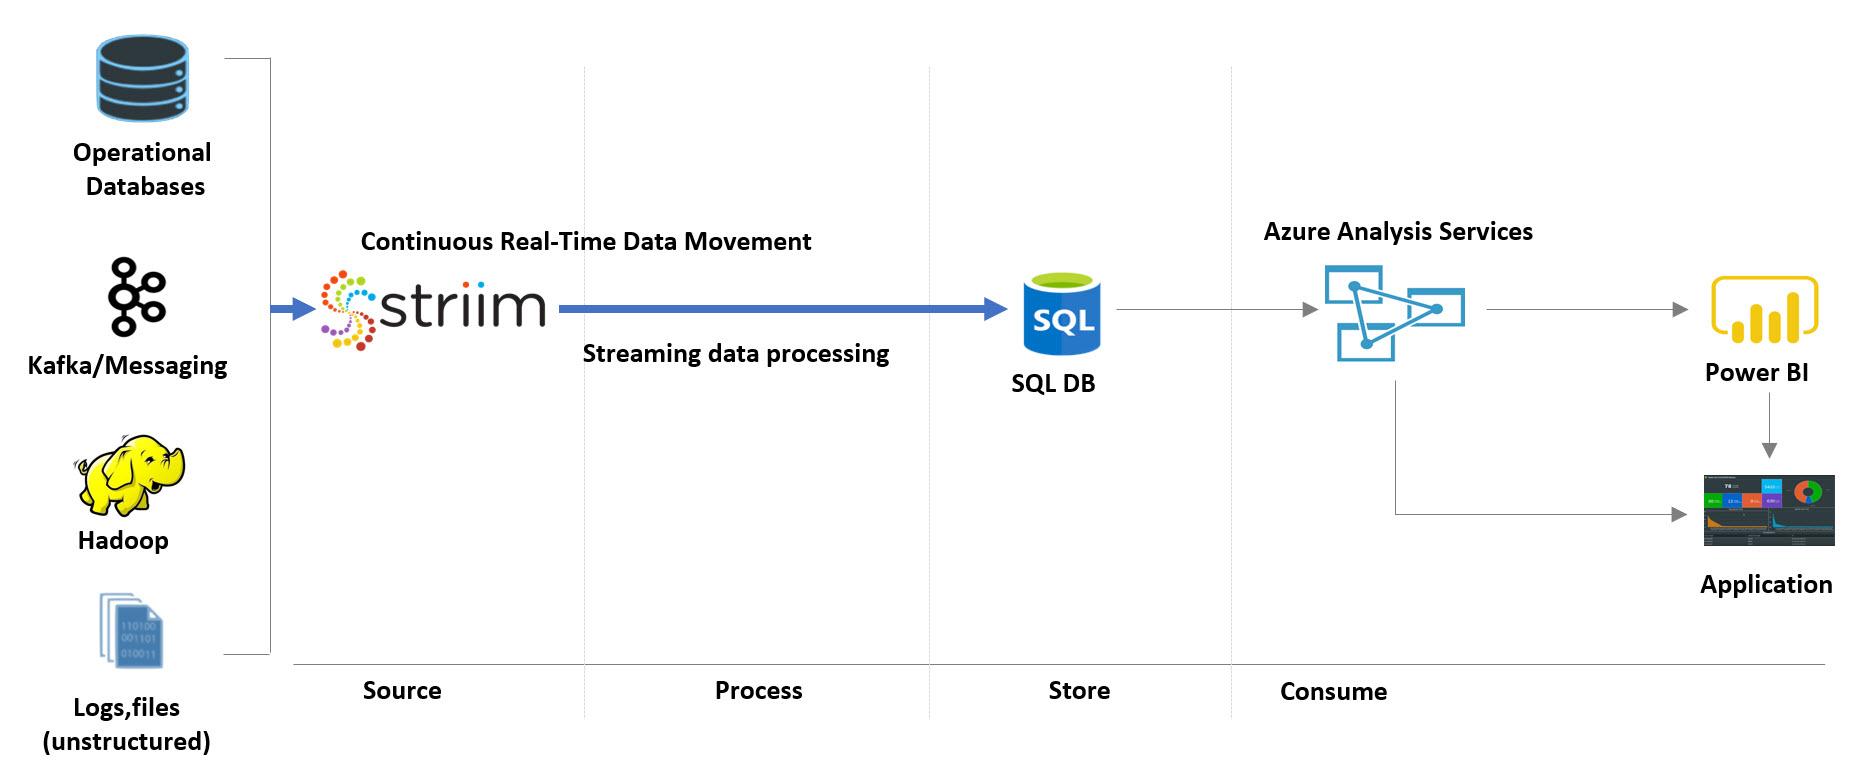 Operational
Databases
Kafka/Messaging
Hadoop
110100
001101
010011
Logs,files
(unstructured)
Continuous Real-Time Data Movement
striim
Streaming data processing
SQL
SQL DB
Azure Analysis Services
Power BI
Application
Source
Process
Store
Consume